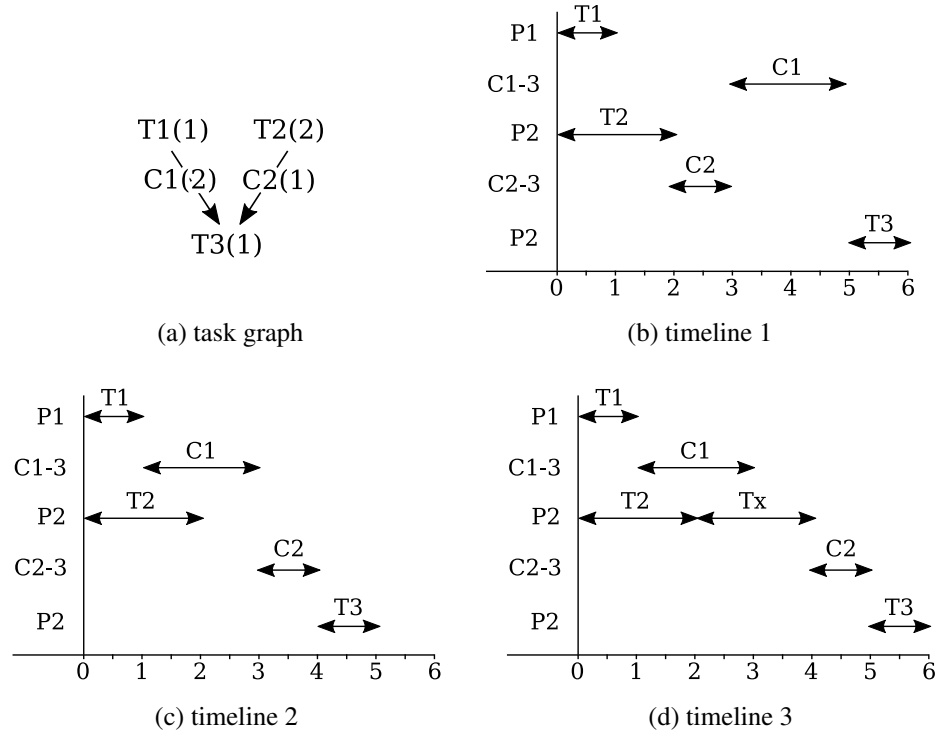 T1(1) T2(2)
C1(2) C2(1)
T3(1)
(a) task graph
P1 T1
C1-3 C1
P2 T2
C2-3 C2
P2 T3
0 1 2 3 4 5 6
(b) timeline 1
P1 T1
C1-3 C1
P2 T2
C2-3 C2
P2 T3
0 1 2 3 4 5 6
(c) timeline 2
P1 T1
C1-3 C1
P2 T2 Tx
C2-3 C2
P2 T3
0 1 2 3 4 5 6
(d) timeline 3